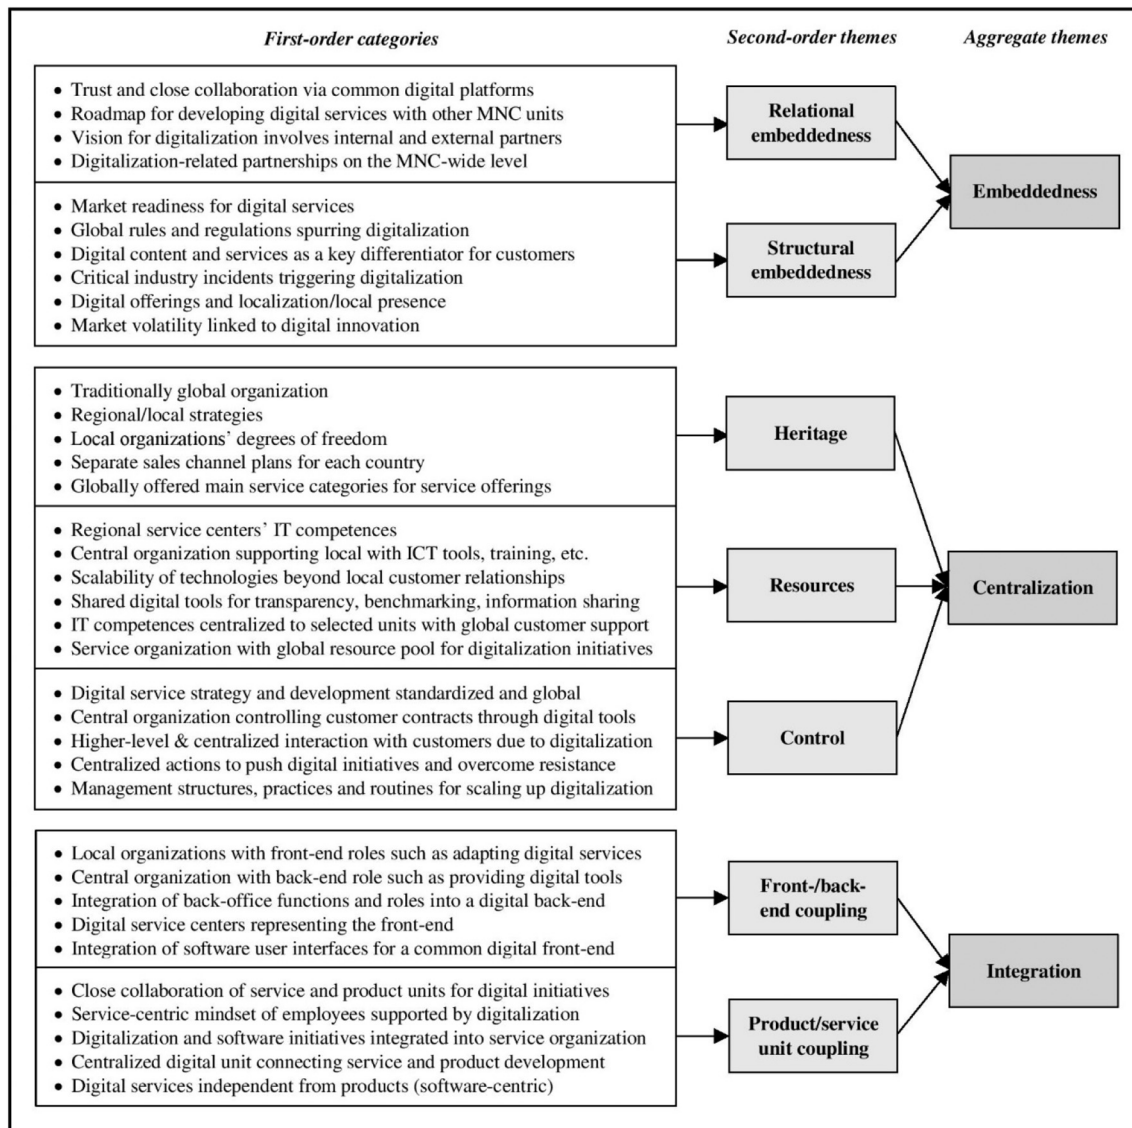 First-order categories
Second-order themes
Aggregate themes
• Trust and close collaboration via common digital platforms
• Roadmap for developing digital services with other MNC units
• Vision for digitalization involves internal and external partners
• Digitalization-related partnerships on the MNC-wide level
Relational
embeddedness
• Market readiness for digital services
• Global rules and regulations spurring digitalization
• Digital content and services as a key differentiator for customers
• Critical industry incidents triggering digitalization
• Digital offerings and localization/local presence
• Market volatility linked to digital innovation
Structural
embeddedness
Embeddedness
• Traditionally global organization
• Regional/local strategies
• Local organizations' degrees of freedom
• Separate sales channel plans for each country
• Globally offered main service categories for service offerings
Heritage
• Regional service centers' IT competences
• Central organization supporting local with ICT tools, training, etc.
• Scalability of technologies beyond local customer relationships
• Shared digital tools for transparency, benchmarking, information sharing
• IT competences centralized to selected units with global customer support
• Service organization with global resource pool for digitalization initiatives
Resources
• Digital service strategy and development standardized and global
• Central organization controlling customer contracts through digital tools
• Higher-level & centralized interaction with customers due to digitalization
• Centralized actions to push digital initiatives and overcome resistance
• Management structures, practices and routines for scaling up digitalization
Control
Centralization
• Local organizations with front-end roles such as adapting digital services
• Central organization with back-end role such as providing digital tools
• Integration of back-office functions and roles into a digital back-end
• Digital service centers representing the front-end
• Integration of software user interfaces for a common digital front-end
Front-/back-
end coupling
• Close collaboration of service and product units for digital initiatives
• Service-centric mindset of employees supported by digitalization
• Digitalization and software initiatives integrated into service organization
• Centralized digital unit connecting service and product development
• Digital services independent from products (software-centric)
Product/service
unit coupling
Integration